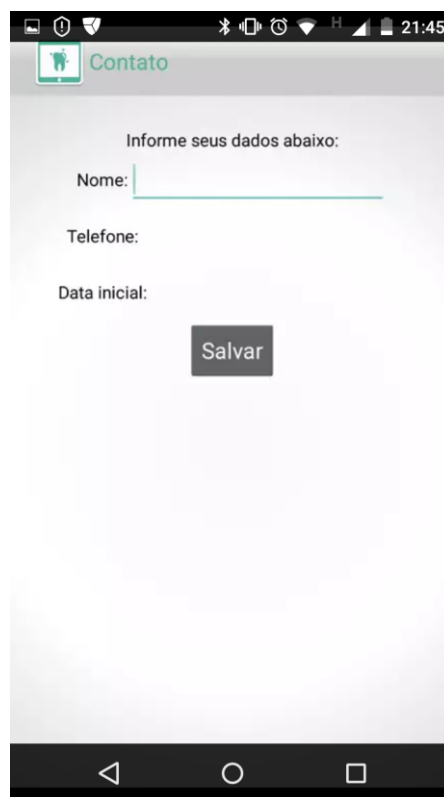 H 21:45
Contato
Informe seus dados abaixo:
Nome:
Telefone:
Data inicial:
Salvar